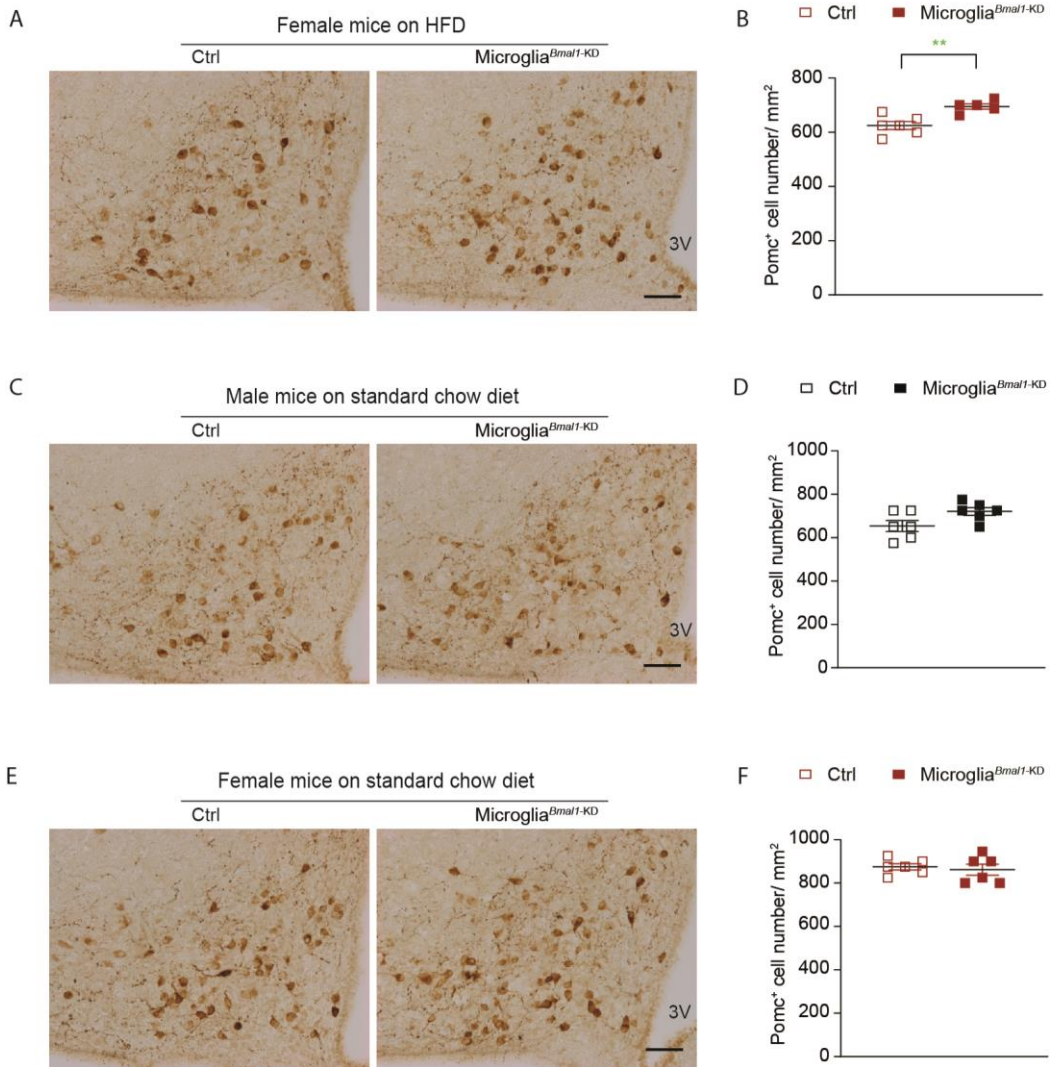 A
Female mice on HFD
Ctrl
Microglia^Bmal1-KD
3V
B
Ctrl Microglia^Bmal1-KD
**
800
600
400
200
0
Pomc⁺ cell number/ mm²
C
Male mice on standard chow diet
Ctrl
Microglia^Bmal1-KD
3V
D
Ctrl Microglia^Bmal1-KD
1000
800
600
400
200
0
Pomc⁺ cell number/ mm²
E
Female mice on standard chow diet
Ctrl
Microglia^Bmal1-KD
3V
F
Ctrl Microglia^Bmal1-KD
1000
800
600
400
200
0
Pomc⁺ cell number/ mm²